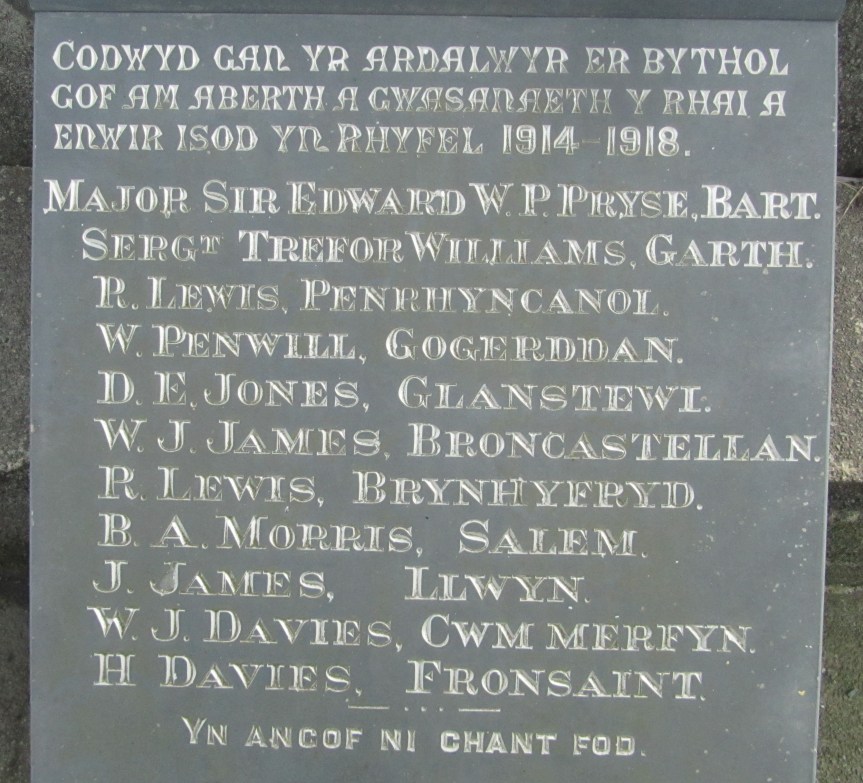 CODWYD GAN YR ARDALWYR ER BYTHOL
GOF AM ABERTH A GWASANAETH Y RHAI A
ENWIR ISOD YN RHYFEL 1914-1918.
MAJOR SIR EDWARD W. P. PRYSE, BART.
SERGT TREFOR WILLIAMS, GARTH.
R. LEWIS, PENRHYNCANOL.
W. PENWILL, GOGERDDAN.
D. E. JONES, GLANSTEWI.
W. J. JAMES, BRONCASTELLAN.
R. LEWIS, BRYNHYFRYD.
B. A. MORRIS, SALEM.
J. JAMES, LLWYN.
W. J. DAVIES, CWM MERFYN.
H DAVIES, FRONSAINT.
YN ANGOF NI CHANT FOD.